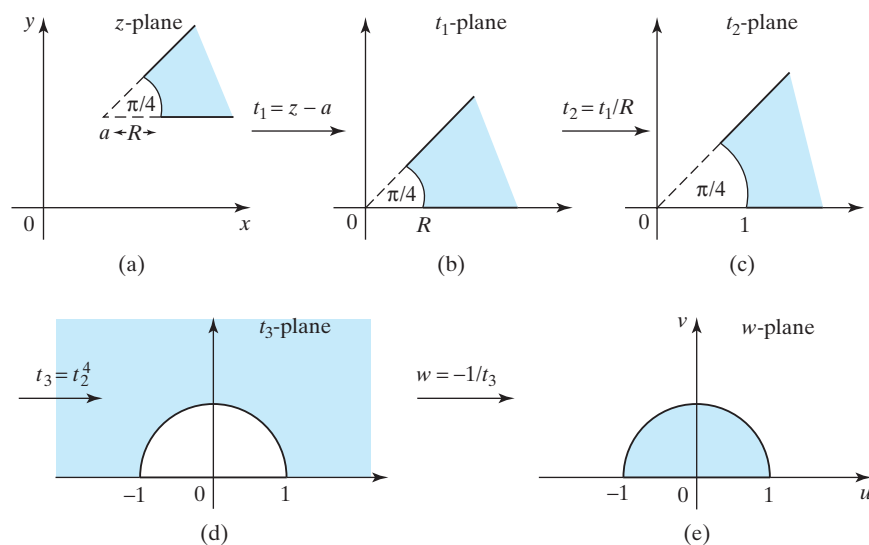 y
z-plane
π/4
a
R
0
x
(a)
t₁ = z – a
t₁-plane
π/4
0
R
(b)
t₂ = t₁/R
t₂-plane
π/4
0
1
(c)
t₃ = t₂⁴
t₃-plane
–1
0
1
(d)
w = –1/t₃
v
w-plane
–1
0
1
u
(e)